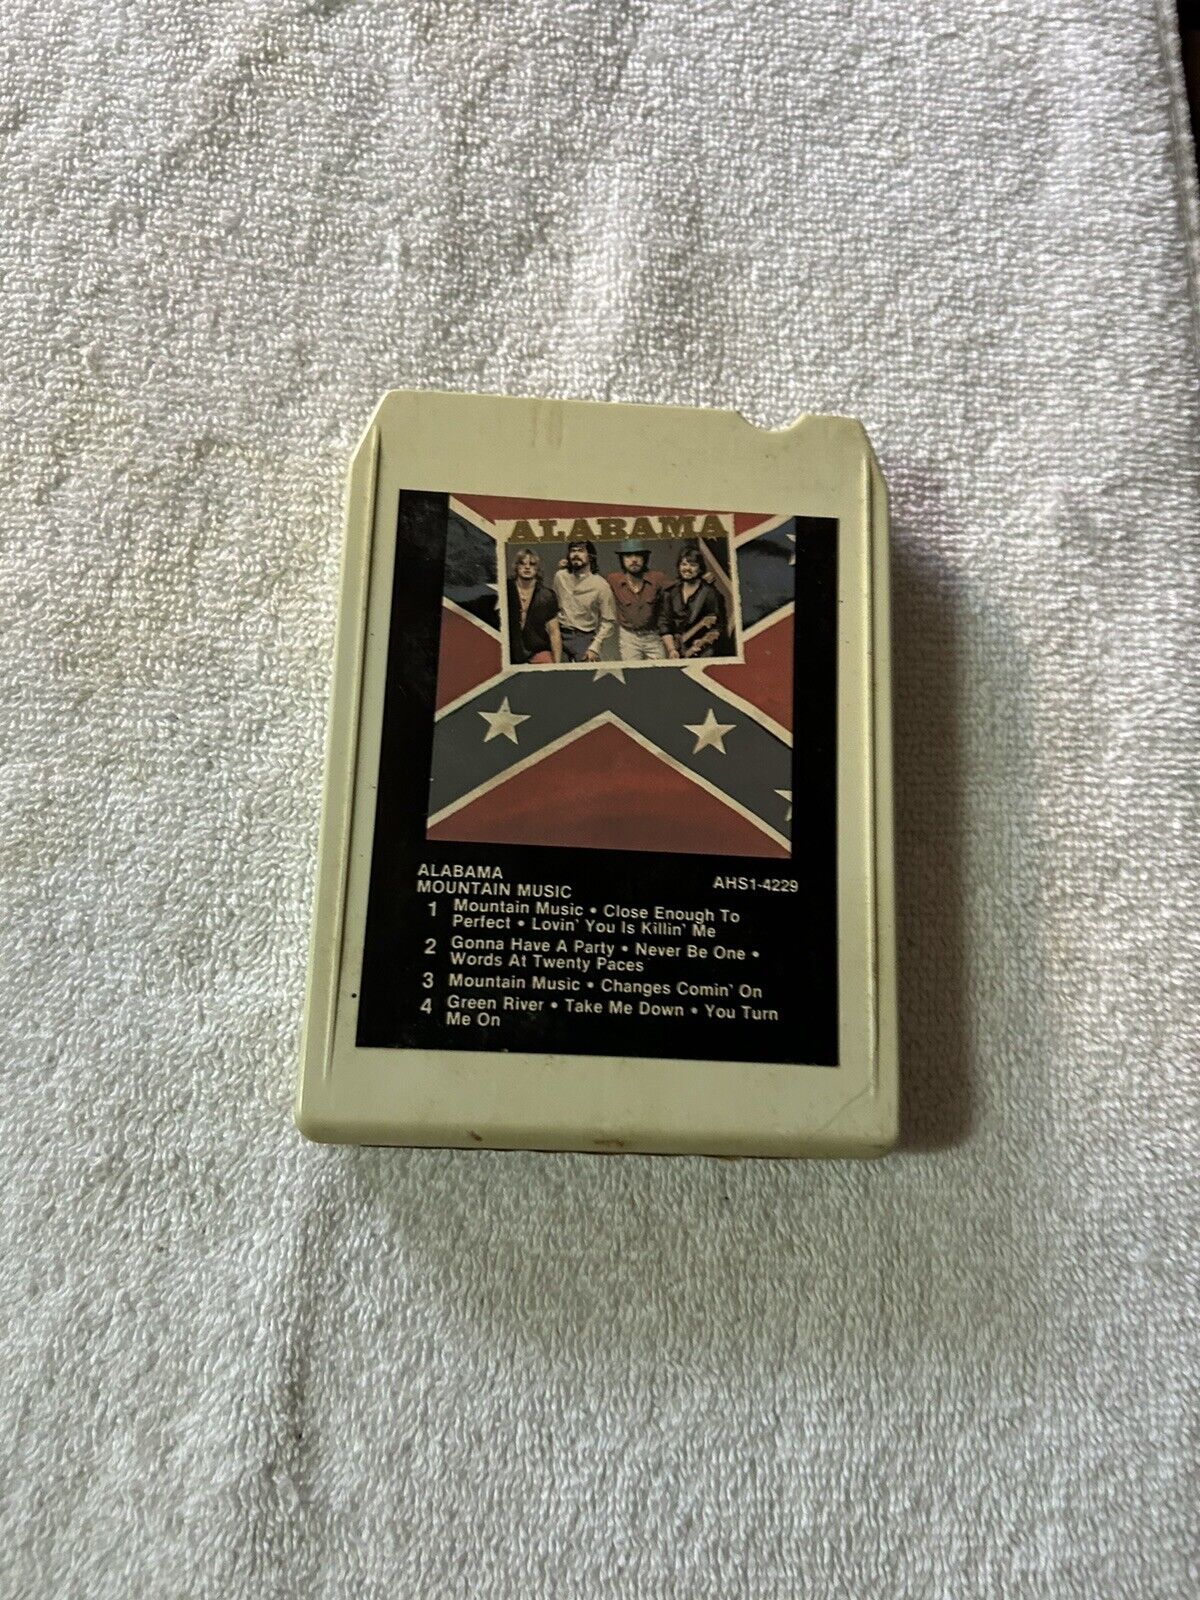 ALABAMA
ALABAMA
MOUNTAIN MUSIC
AHS1-4229
1 Mountain Music • Close Enough To
Perfect • Lovin' You Is Killin' Me
2 Gonna Have A Party • Never Be One •
Words At Twenty Paces
3 Mountain Music • Changes Comin' On
4 Green River • Take Me Down • You Turn
Me On